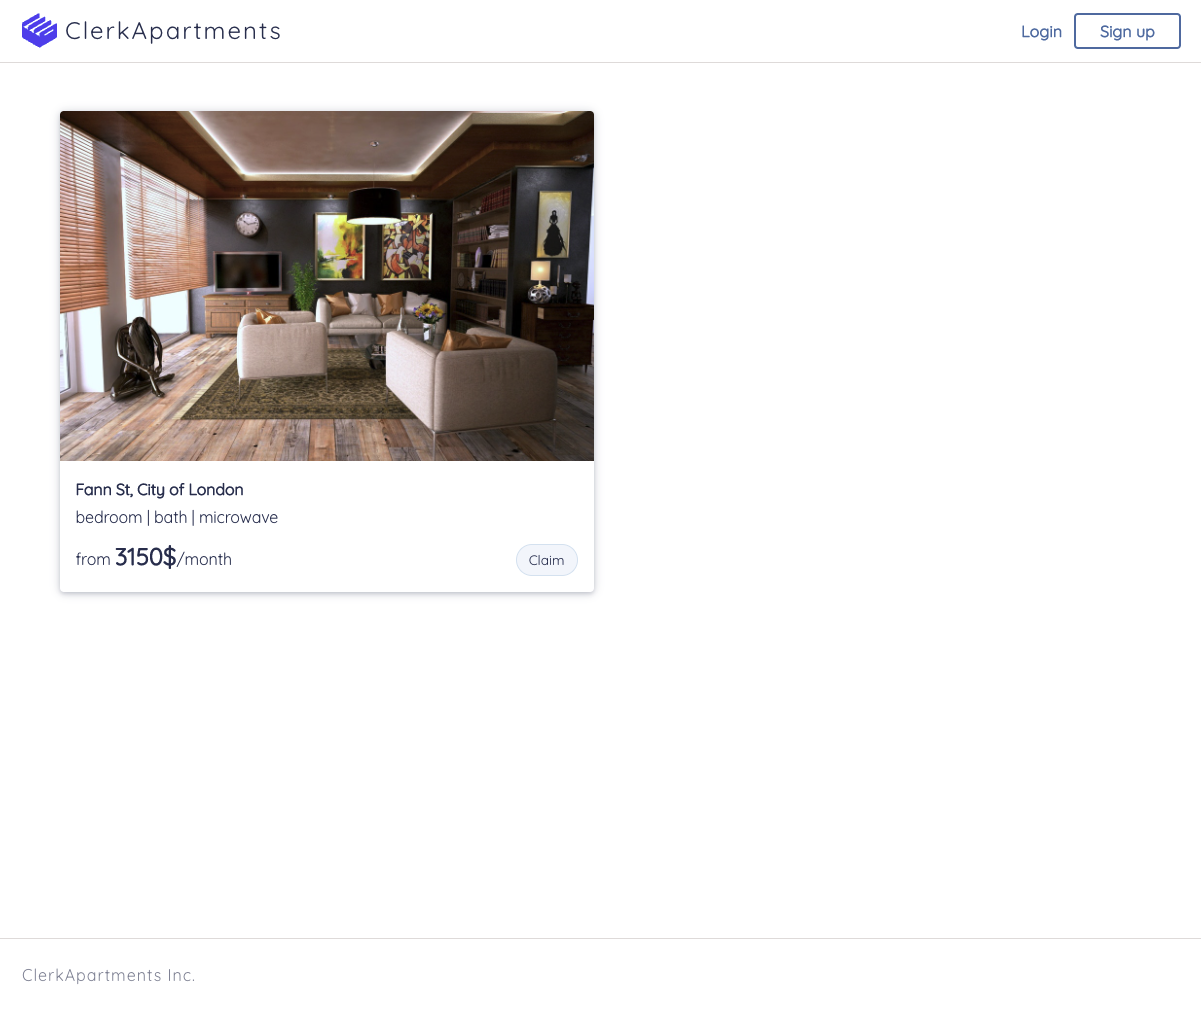 ClerkApartments
Login
Sign up
Fann St, City of London
bedroom | bath | microwave
from 3150$/month
Claim
ClerkApartments Inc.